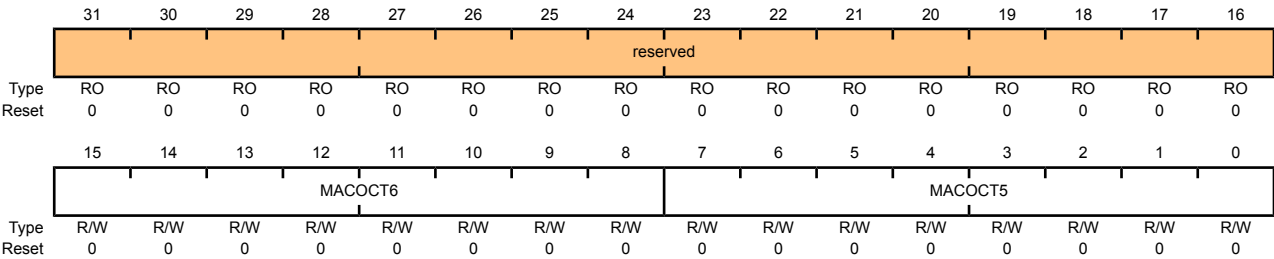 31 30 29 28 27 26 25 24 23 22 21 20 19 18 17 16
reserved
Type RO RO RO RO RO RO RO RO RO RO RO RO RO RO RO RO
Reset 0 0 0 0 0 0 0 0 0 0 0 0 0 0 0 0
15 14 13 12 11 10 9 8 7 6 5 4 3 2 1 0
MACOCT6 MACOCT5
Type R/W R/W R/W R/W R/W R/W R/W R/W R/W R/W R/W R/W R/W R/W R/W R/W
Reset 0 0 0 0 0 0 0 0 0 0 0 0 0 0 0 0